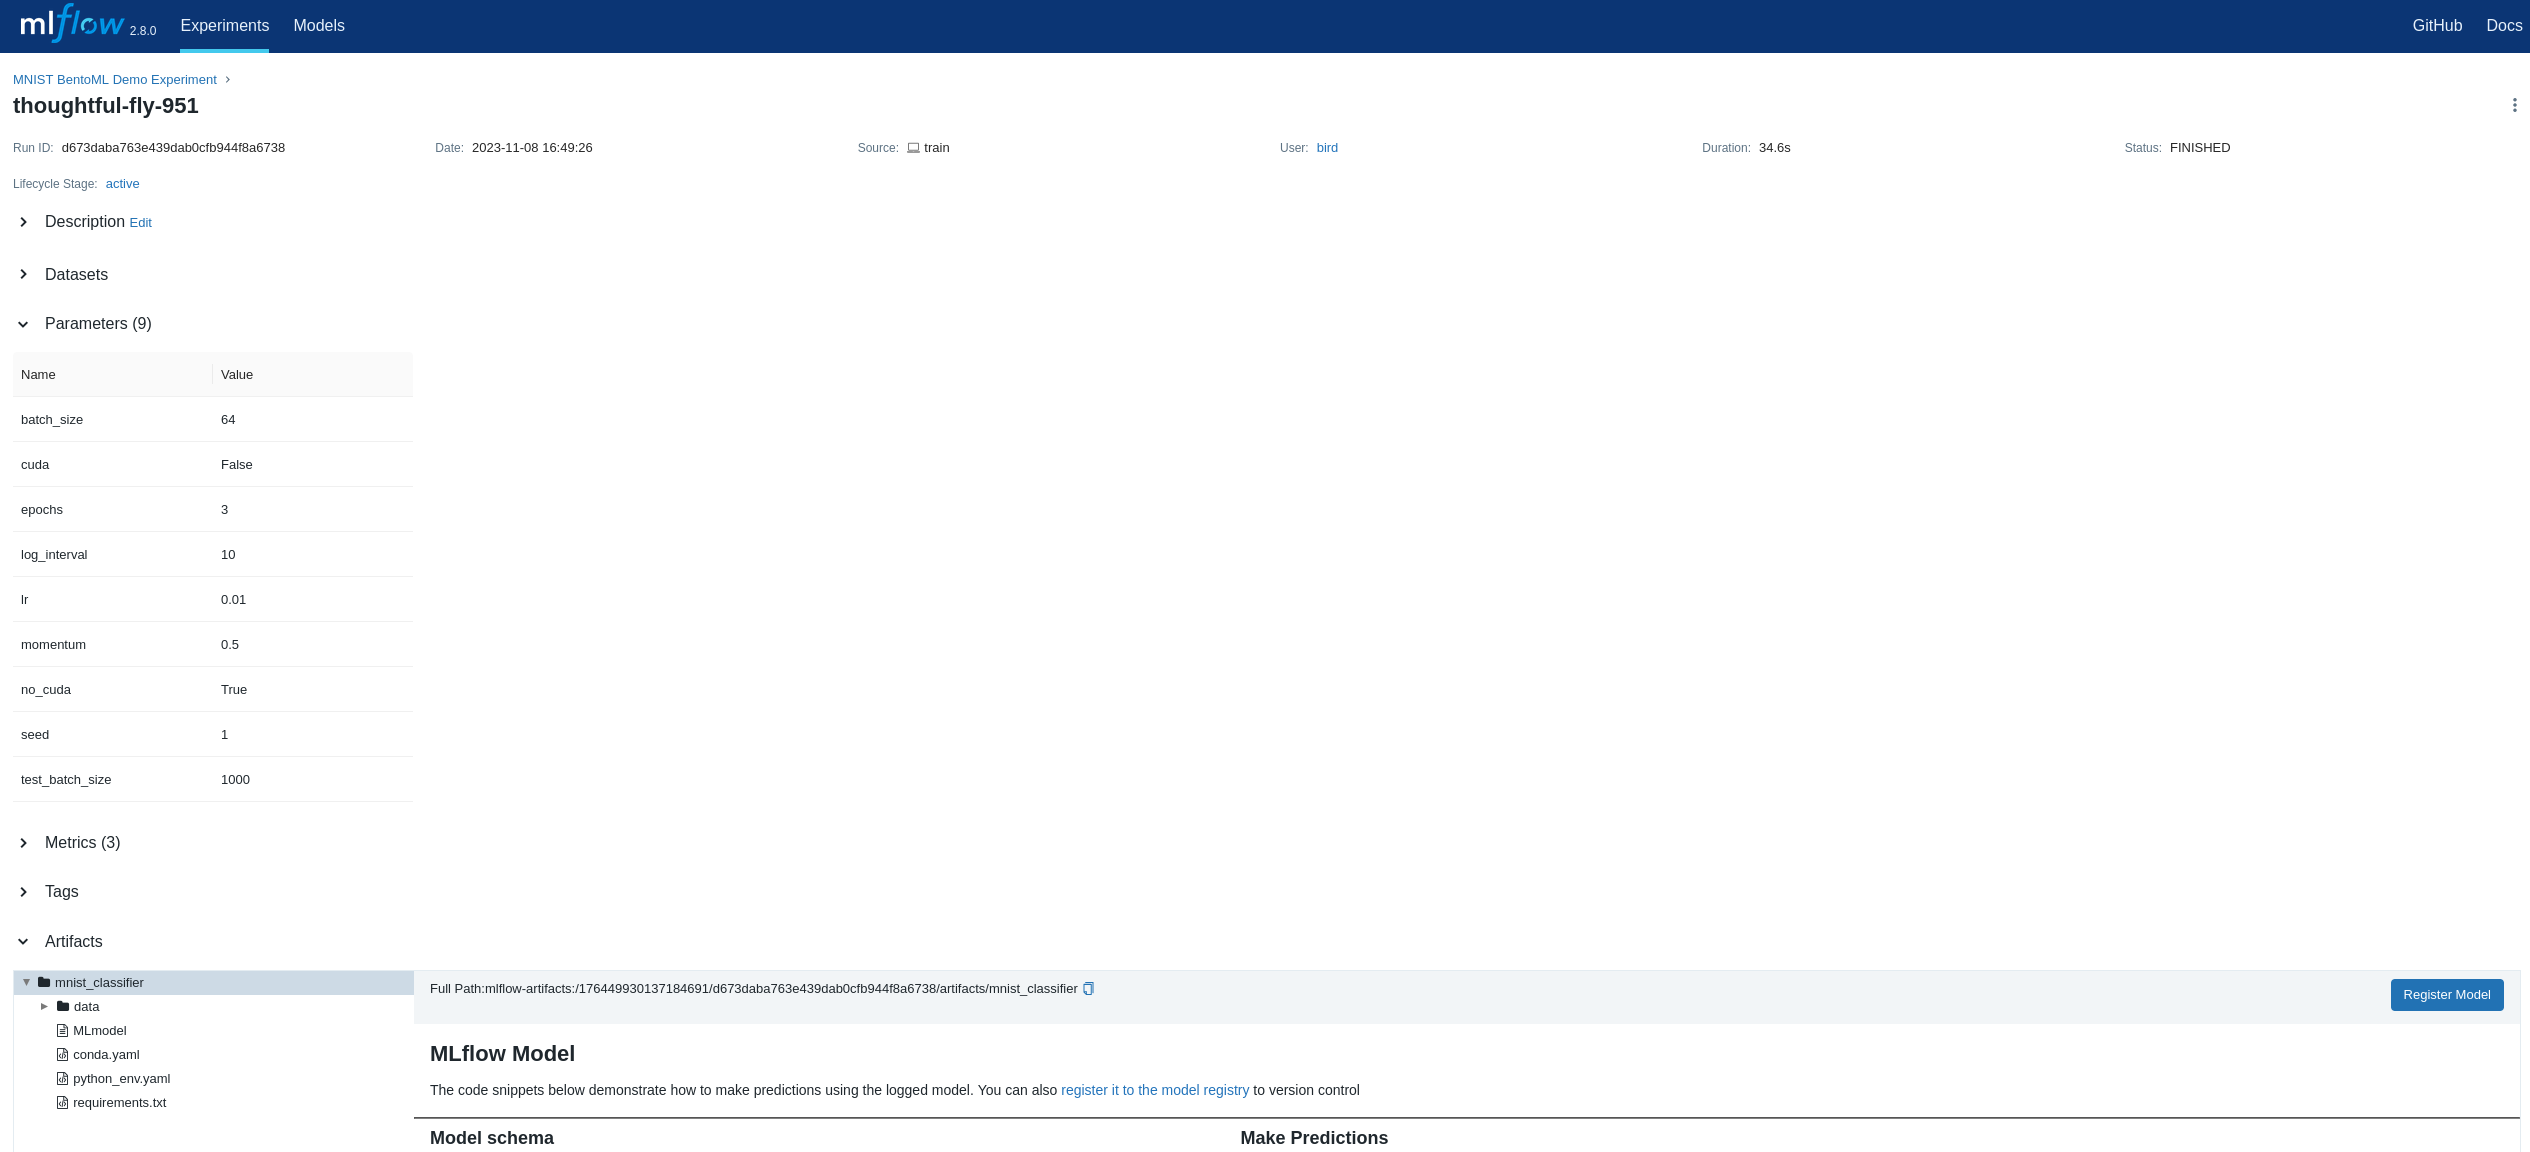 mlflow 2.8.0 Experiments Models GitHub Docs
MNIST BentoML Demo Experiment
thoughtful-fly-951
Run ID: d673daba763e439dab0cfb944f8a6738 Date: 2023-11-08 16:49:26 Source: train User: bird Duration: 34.6s Status: FINISHED
Lifecycle Stage: active
Description Edit
Datasets
Parameters (9)
Name Value
batch_size 64
cuda False
epochs 3
log_interval 10
lr 0.01
momentum 0.5
no_cuda True
seed 1
test_batch_size 1000
Metrics (3)
Tags
Artifacts
mnist_classifier
data
MLmodel
conda.yaml
python_env.yaml
requirements.txt
Full Path:mlflow-artifacts:/176449930137184691/d673daba763e439dab0cfb944f8a6738/artifacts/mnist_classifier
Register Model
MLflow Model
The code snippets below demonstrate how to make predictions using the logged model. You can also register it to the model registry to version control
Model schema Make Predictions